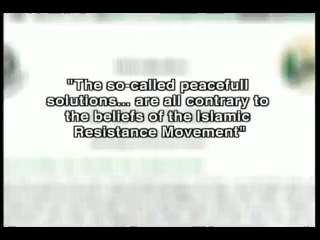 "The so-called peacefull
solutions... are all contrary to
the beliefs of the Islamic
Resistance Movement"